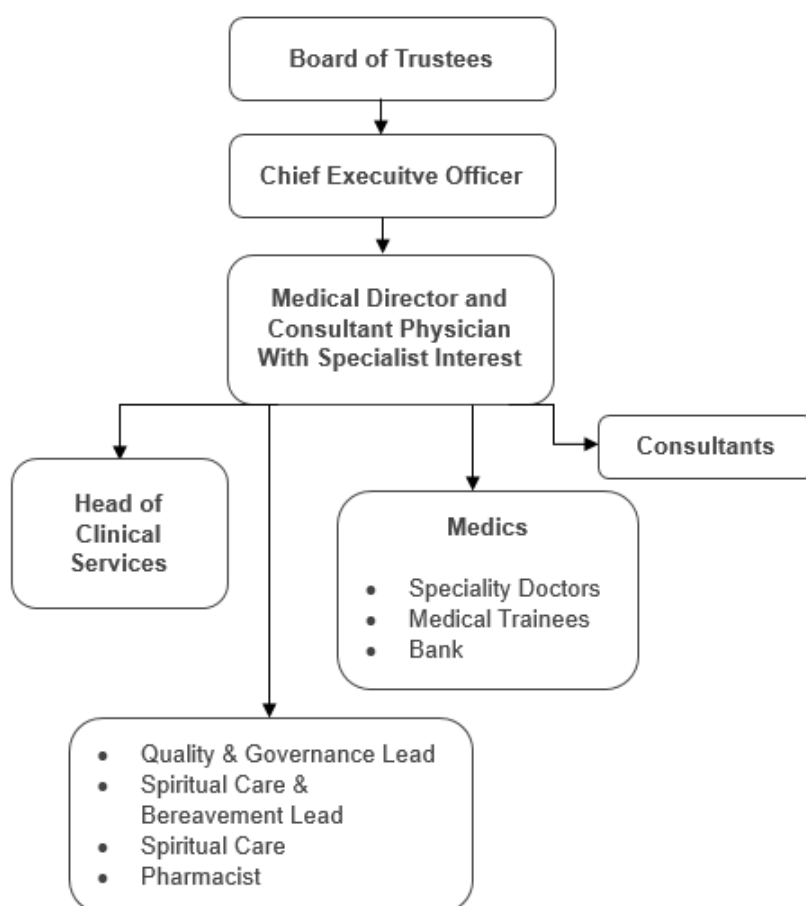 Board of Trustees
Chief Execuitve Officer
Medical Director and
Consultant Physician
With Specialist Interest
Consultants
Head of
Clinical
Services
Medics
• Speciality Doctors
• Medical Trainees
• Bank
• Quality & Governance Lead
• Spiritual Care &
Bereavement Lead
• Spiritual Care
• Pharmacist